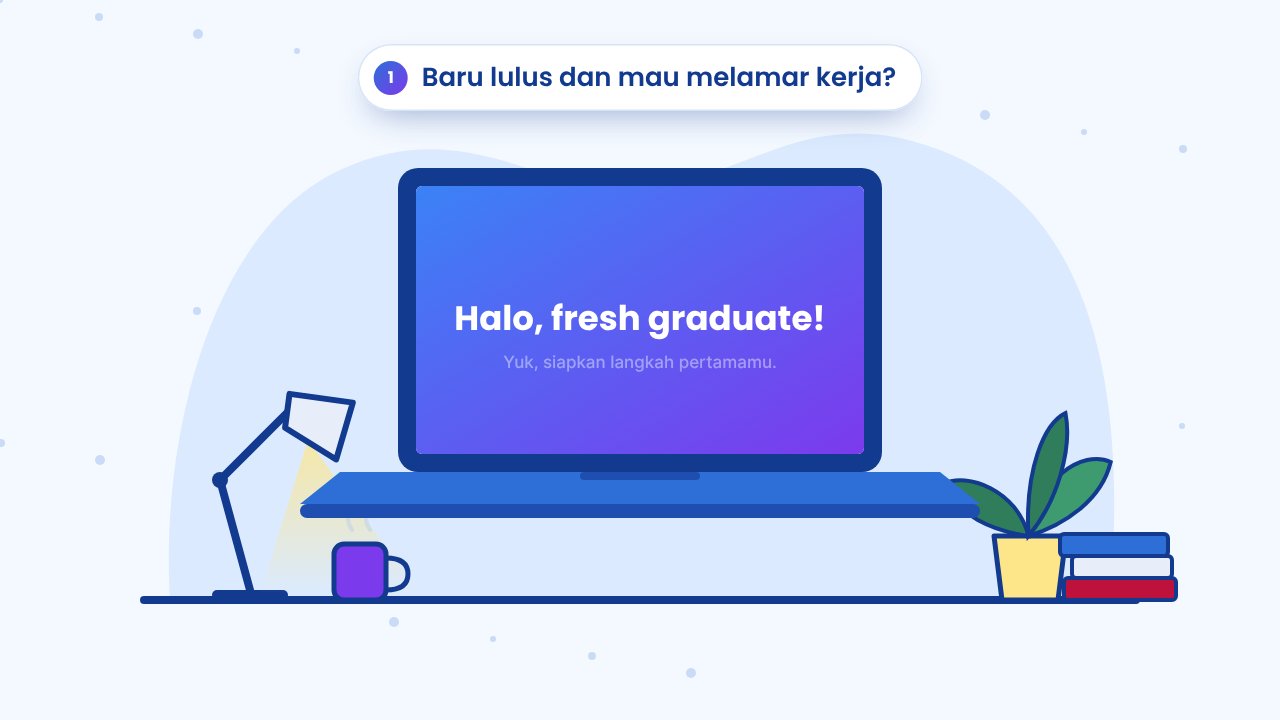 1 Baru lulus dan mau melamar kerja?
Halo, fresh graduate!
Yuk, siapkan langkah pertamamu.